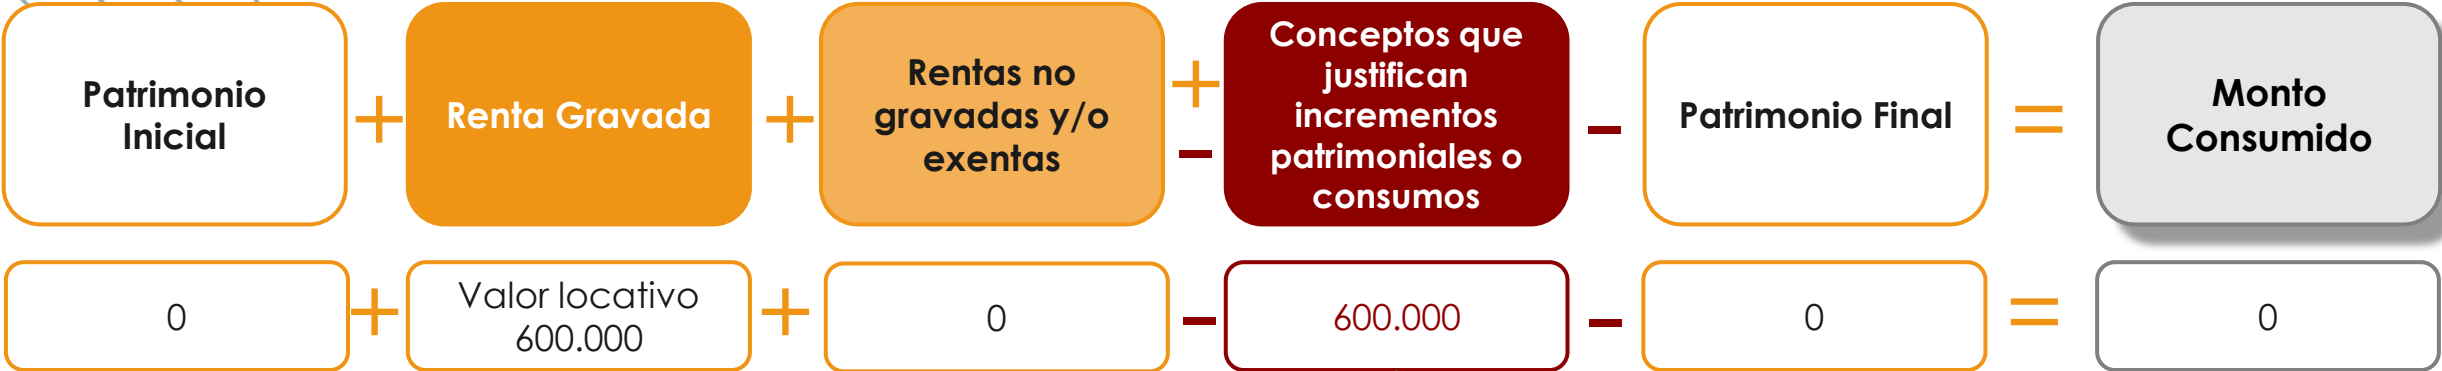 Patrimonio
Inicial
+
Renta Gravada
+
Rentas no
gravadas y/o
exentas
+
-
Conceptos que
justifican
incrementos
patrimoniales o
consumos
-
Patrimonio Final
=
Monto
Consumido
0
+
Valor locativo
600.000
+
0
-
600.000
-
0
=
0